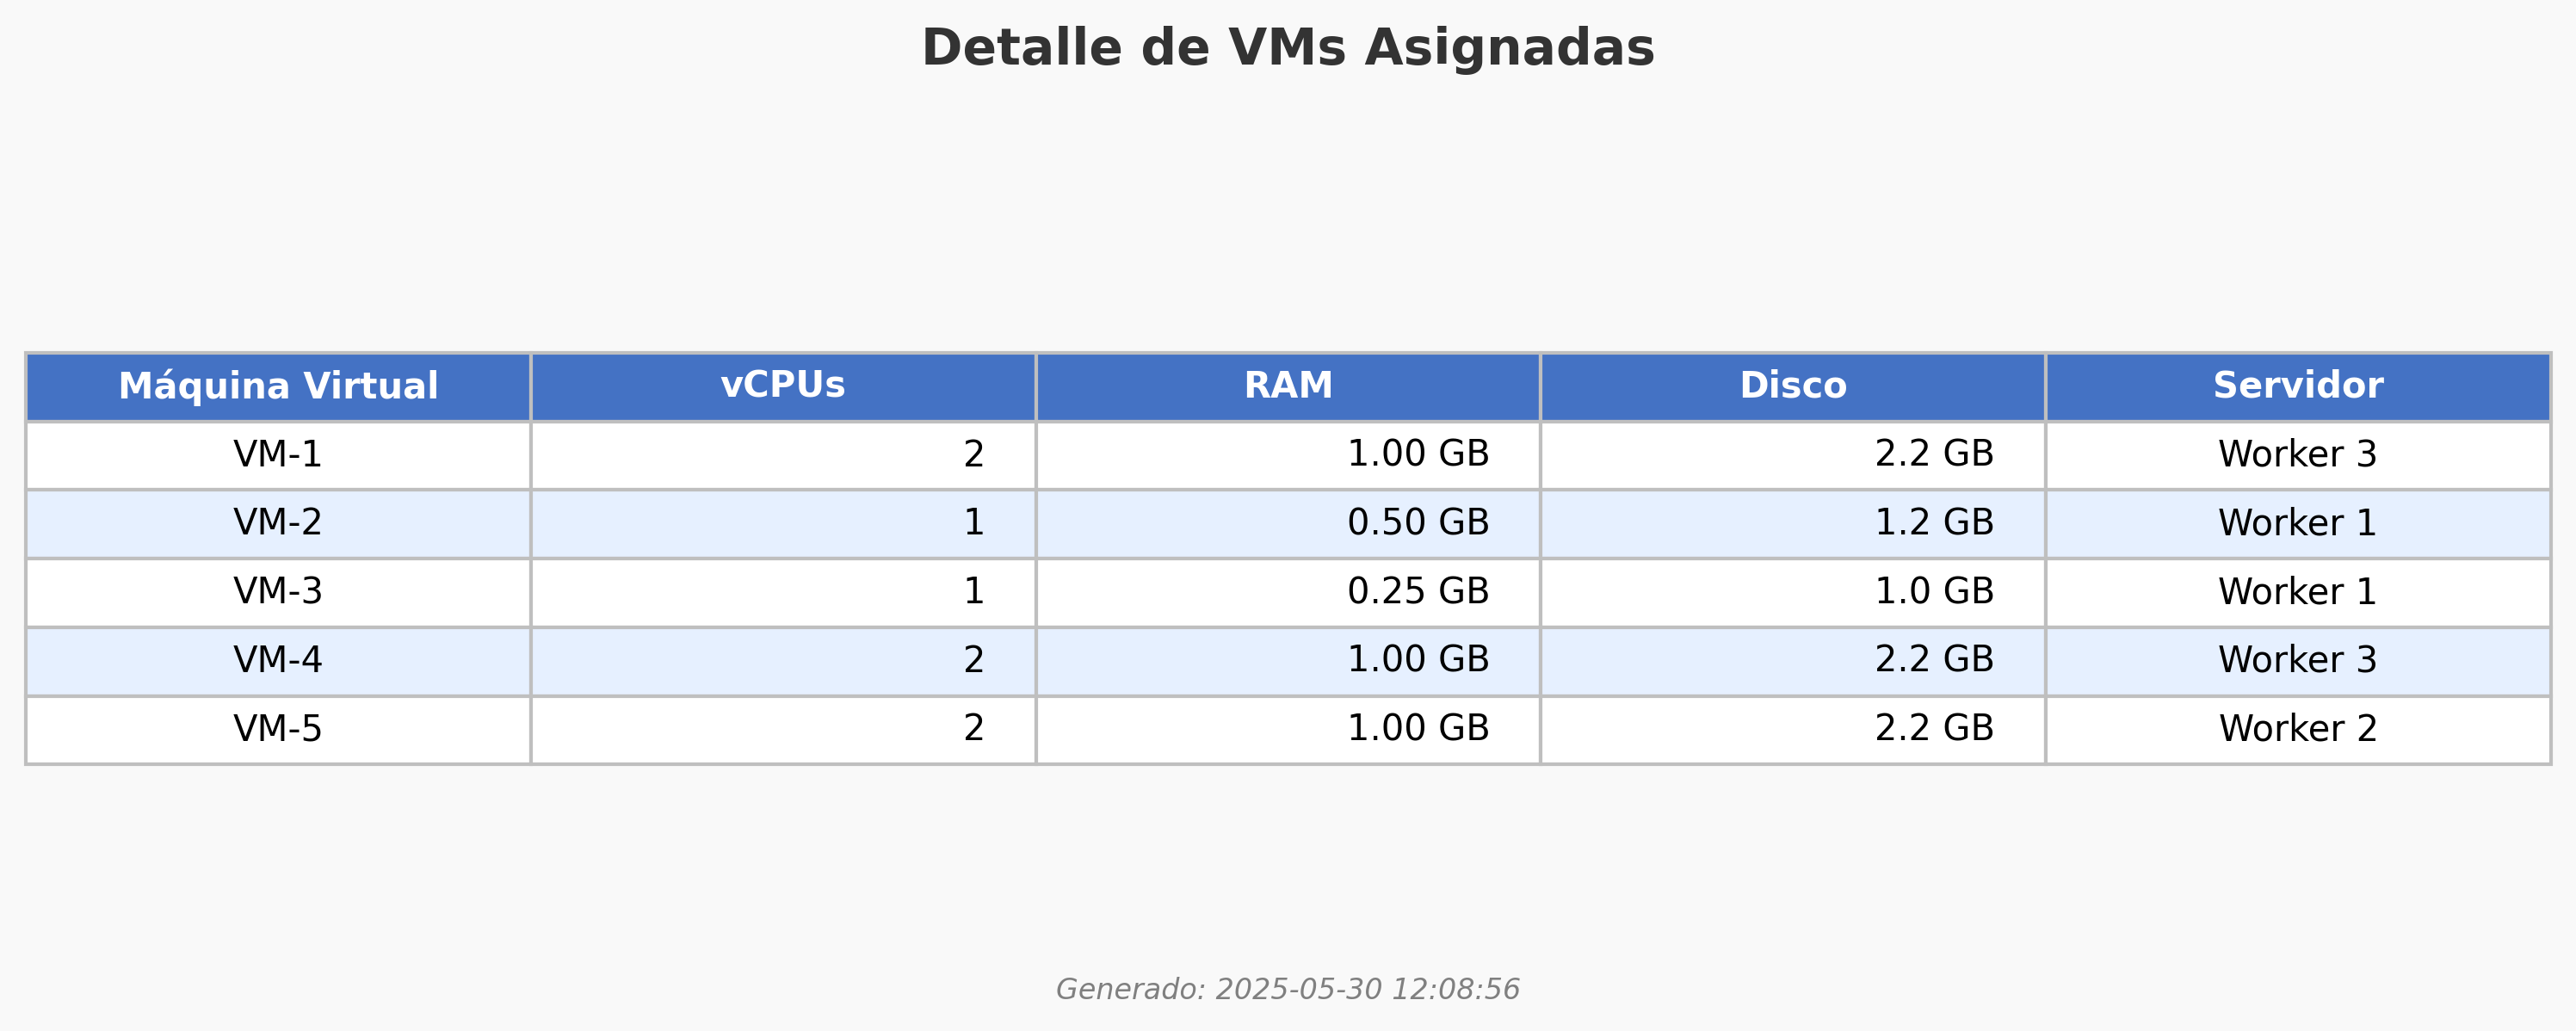 Detalle de VMs Asignadas
Máquina Virtual vCPUs RAM Disco Servidor
VM-1 2 1.00 GB 2.2 GB Worker 3
VM-2 1 0.50 GB 1.2 GB Worker 1
VM-3 1 0.25 GB 1.0 GB Worker 1
VM-4 2 1.00 GB 2.2 GB Worker 3
VM-5 2 1.00 GB 2.2 GB Worker 2
Generado: 2025-05-30 12:08:56